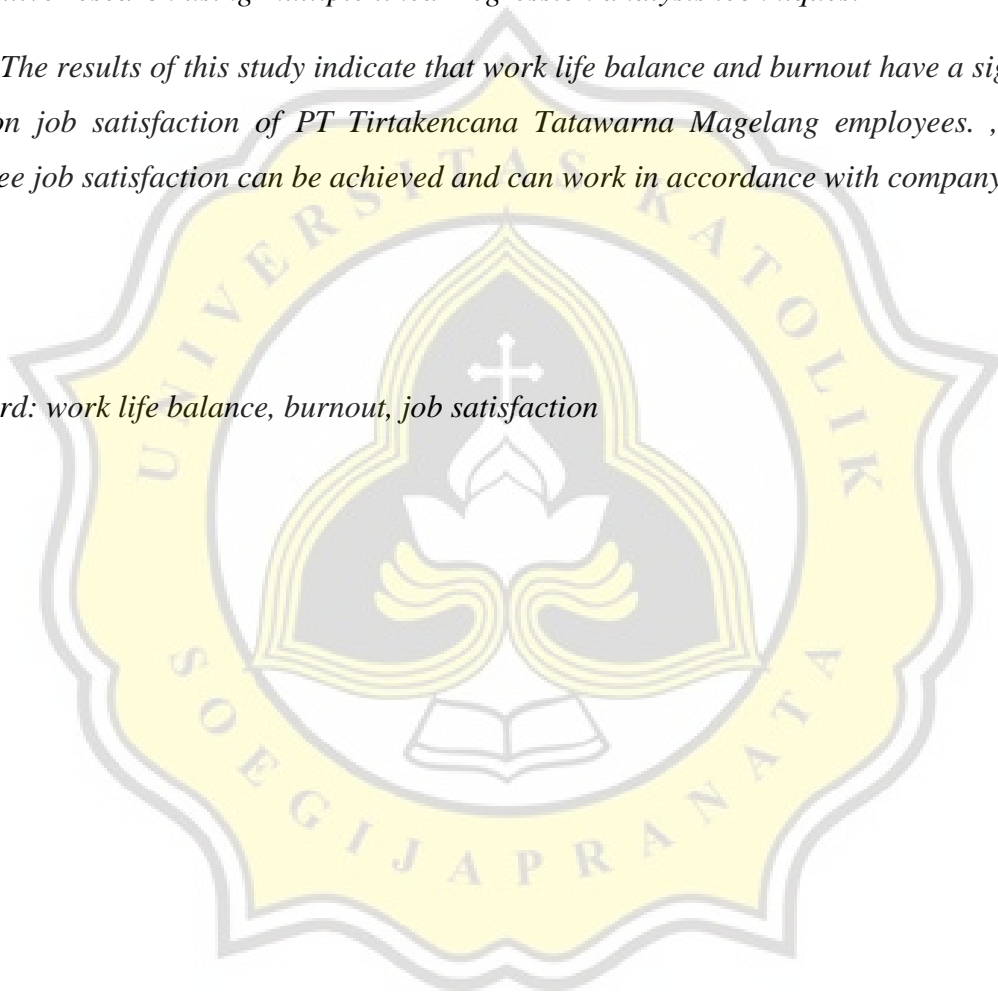 research using multiple linear regression analysis techniques.
The results of this study indicate that work life balance and burnout have a sig
on job satisfaction of PT Tirtakencana Tatawarna Magelang employees. ,
ee job satisfaction can be achieved and can work in accordance with company
rd: work life balance, burnout, job satisfaction
UNIVERSITAS KATOLIK
SOEGIJAPRANATA